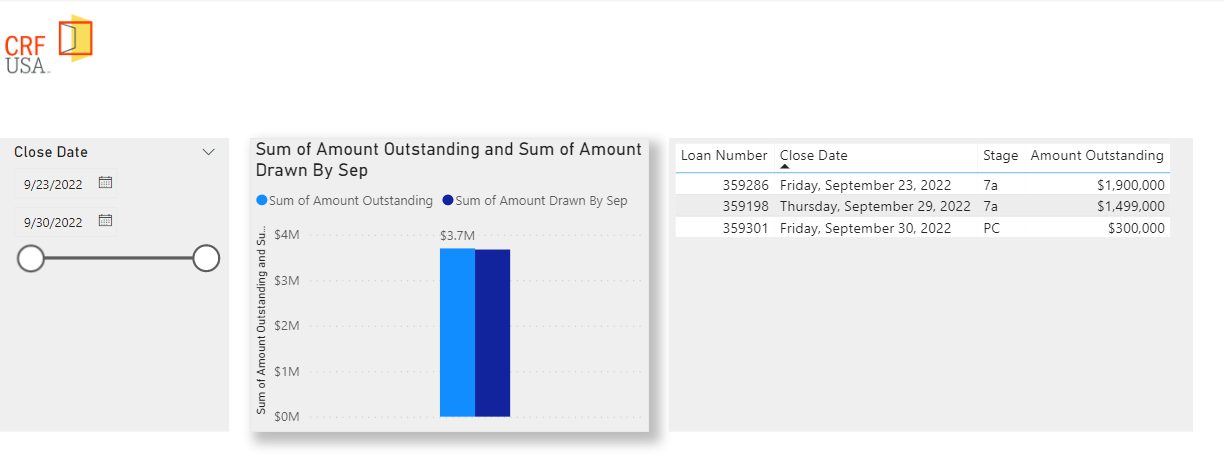 CRF
USA
Close Date
9/23/2022
9/30/2022
Sum of Amount Outstanding and Sum of Amount
Drawn By Sep
Sum of Amount Outstanding Sum of Amount Drawn By Sep
Sum of Amount Outstanding and Su...
$4M
$3M
$2M
$1M
$0M
$3.7M
Loan Number Close Date Stage Amount Outstanding
359286 Friday, September 23, 2022 7a $1,900,000
359198 Thursday, September 29, 2022 7a $1,499,000
359301 Friday, September 30, 2022 PC $300,000